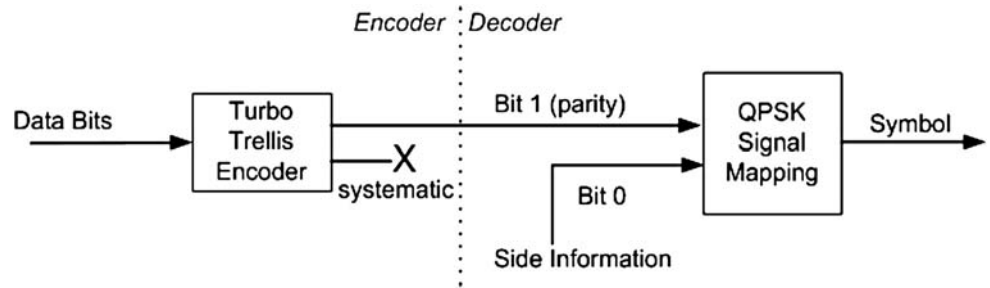 Encoder Decoder
Data Bits
Turbo
Trellis
Encoder
Bit 1 (parity)
X
systematic
Bit 0
Side Information
QPSK
Signal
Mapping
Symbol